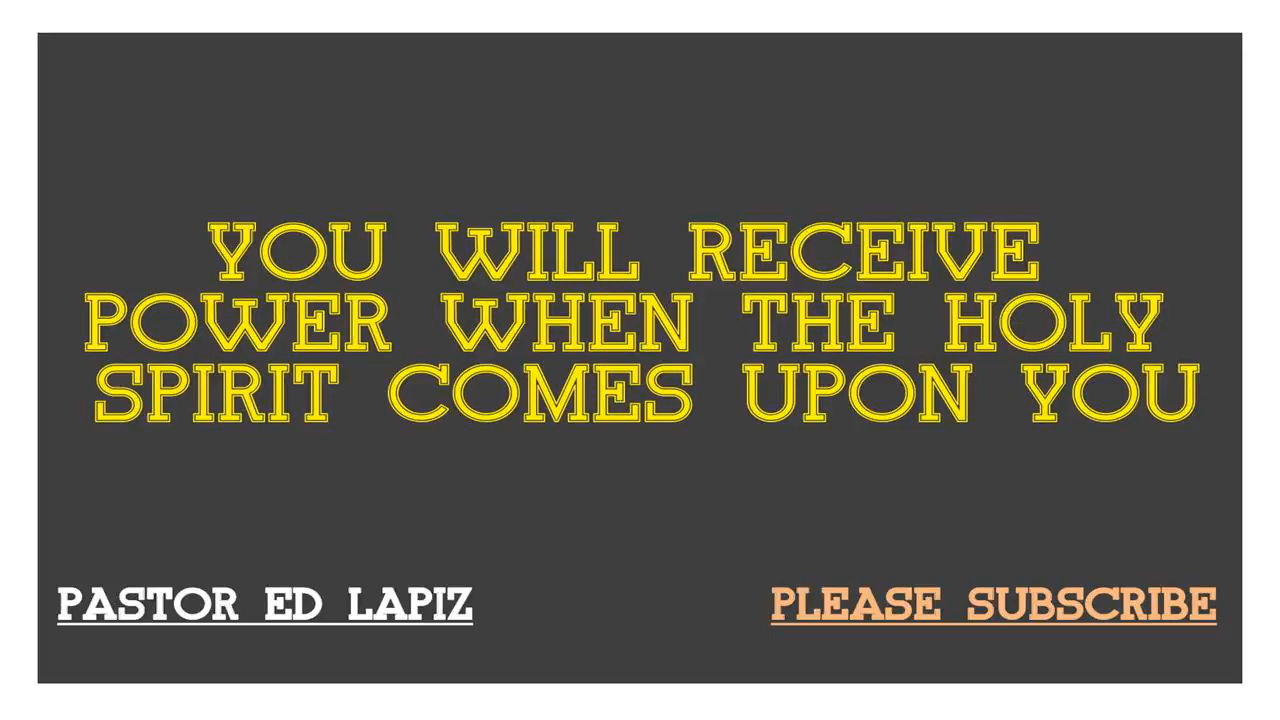 YOU WILL RECEIVE
POWER WHEN THE HOLY
SPIRIT COMES UPON YOU
PASTOR ED LAPIZ
PLEASE SUBSCRIBE